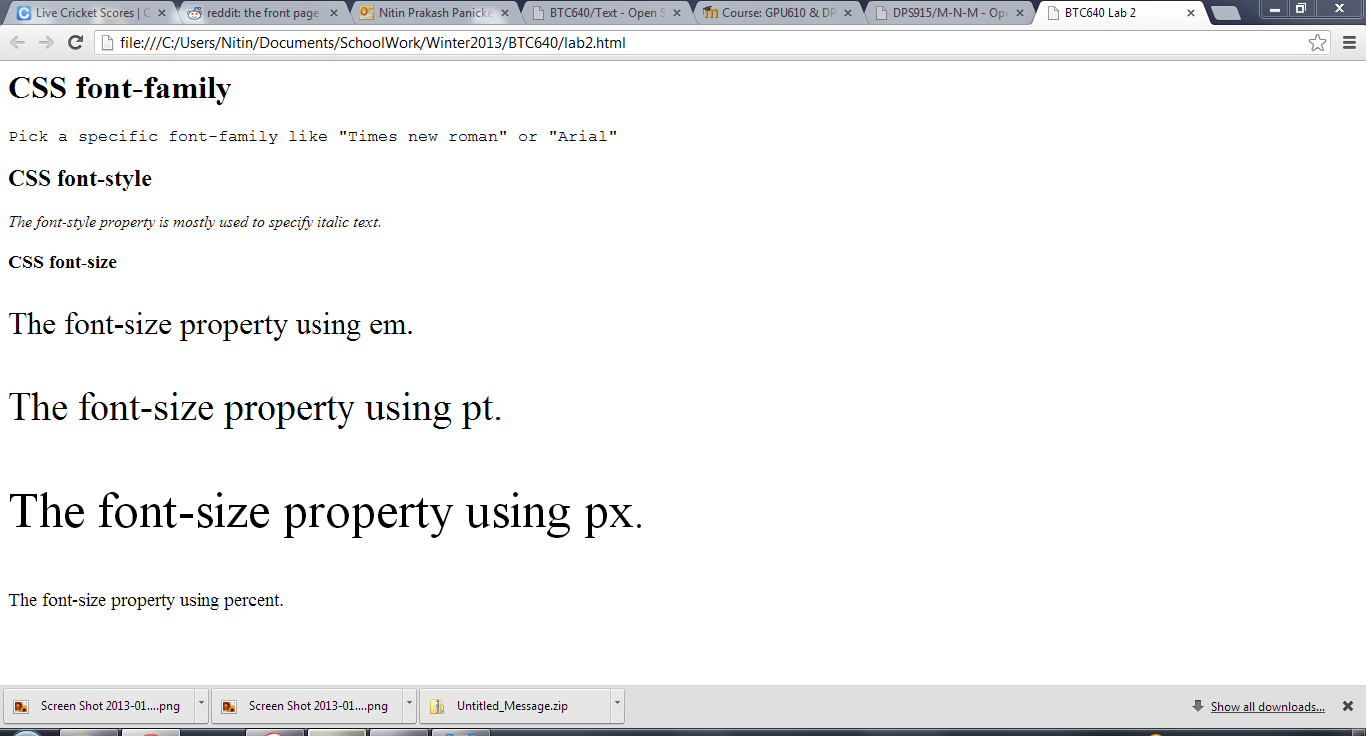 Live Cricket Scores | C
reddit: the front page
Nitin Prakash Panicke
BTC640/Text - Open S
Course: GPU610 & DP
DPS915/M-N-M - Ope
BTC640 Lab 2
file:///C:/Users/Nitin/Documents/SchoolWork/Winter2013/BTC640/lab2.html
CSS font-family
Pick a specific font-family like "Times new roman" or "Arial"
CSS font-style
The font-style property is mostly used to specify italic text.
CSS font-size
The font-size property using em.
The font-size property using pt.
The font-size property using px.
The font-size property using percent.
Screen Shot 2013-01....png
Screen Shot 2013-01....png
Untitled_Message.zip
Show all downloads...